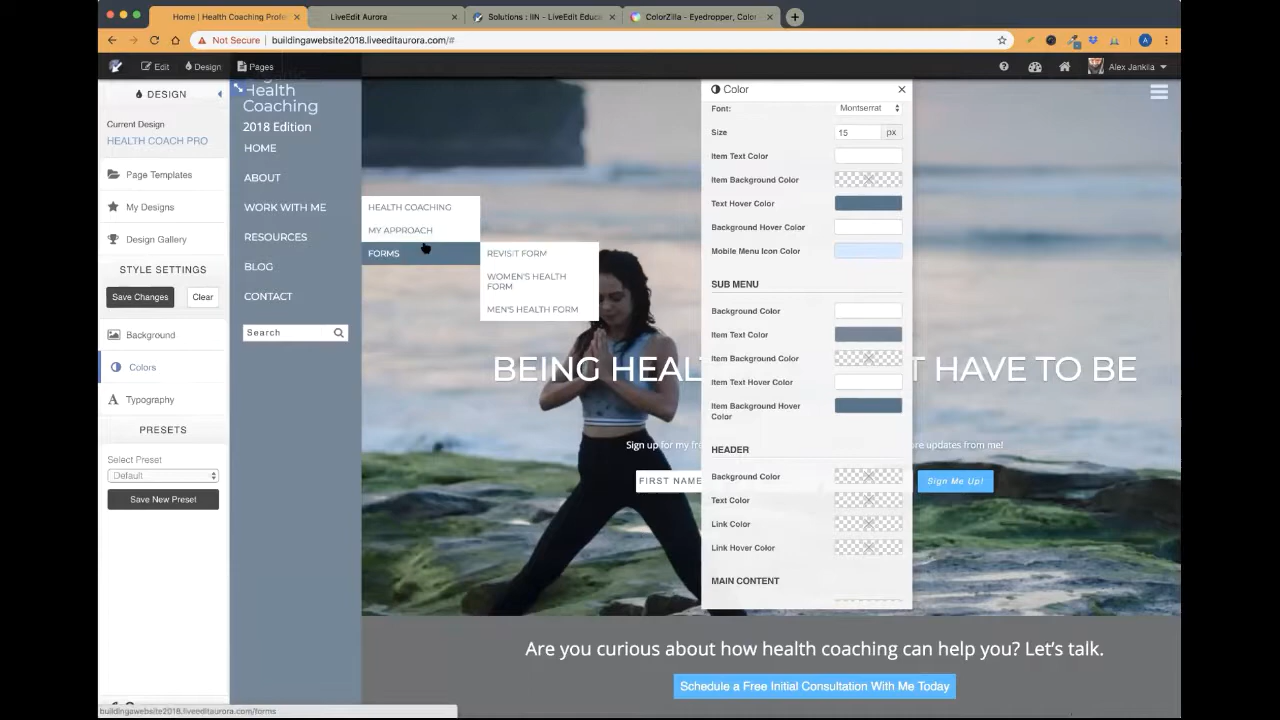 Home | Health Coaching Profe
LiveEdit Aurora
Solutions : IIN - LiveEdit Educa
ColorZilla - Eyedropper, Color
Not Secure
buildingawebsite2018.liveeditaurora.com/#
Edit
Design
Pages
Alex Jankila
DESIGN
Current Design
HEALTH COACH PRO
Page Templates
My Designs
Design Gallery
STYLE SETTINGS
Save Changes
Clear
Background
Colors
Typography
PRESETS
Select Preset
Default
Save New Preset
Health
Coaching
2018 Edition
HOME
ABOUT
WORK WITH ME
RESOURCES
BLOG
CONTACT
Search
HEALTH COACHING
MY APPROACH
FORMS
REVISIT FORM
WOMEN'S HEALTH
FORM
MEN'S HEALTH FORM
Color
Font:
Montserrat
Size
15
px
Item Text Color
Item Background Color
Text Hover Color
Background Hover Color
Mobile Menu Icon Color
SUB MENU
Background Color
Item Text Color
Item Background Color
Item Text Hover Color
Item Background Hover
Color
HEADER
Background Color
Text Color
Link Color
Link Hover Color
MAIN CONTENT
BEING HEAL T HAVE TO BE
Sign up for my fre re updates from me!
FIRST NAME
Sign Me Up!
Are you curious about how health coaching can help you? Let's talk.
Schedule a Free Initial Consultation With Me Today
buildingawebsite2018.liveeditaurora.com/forms